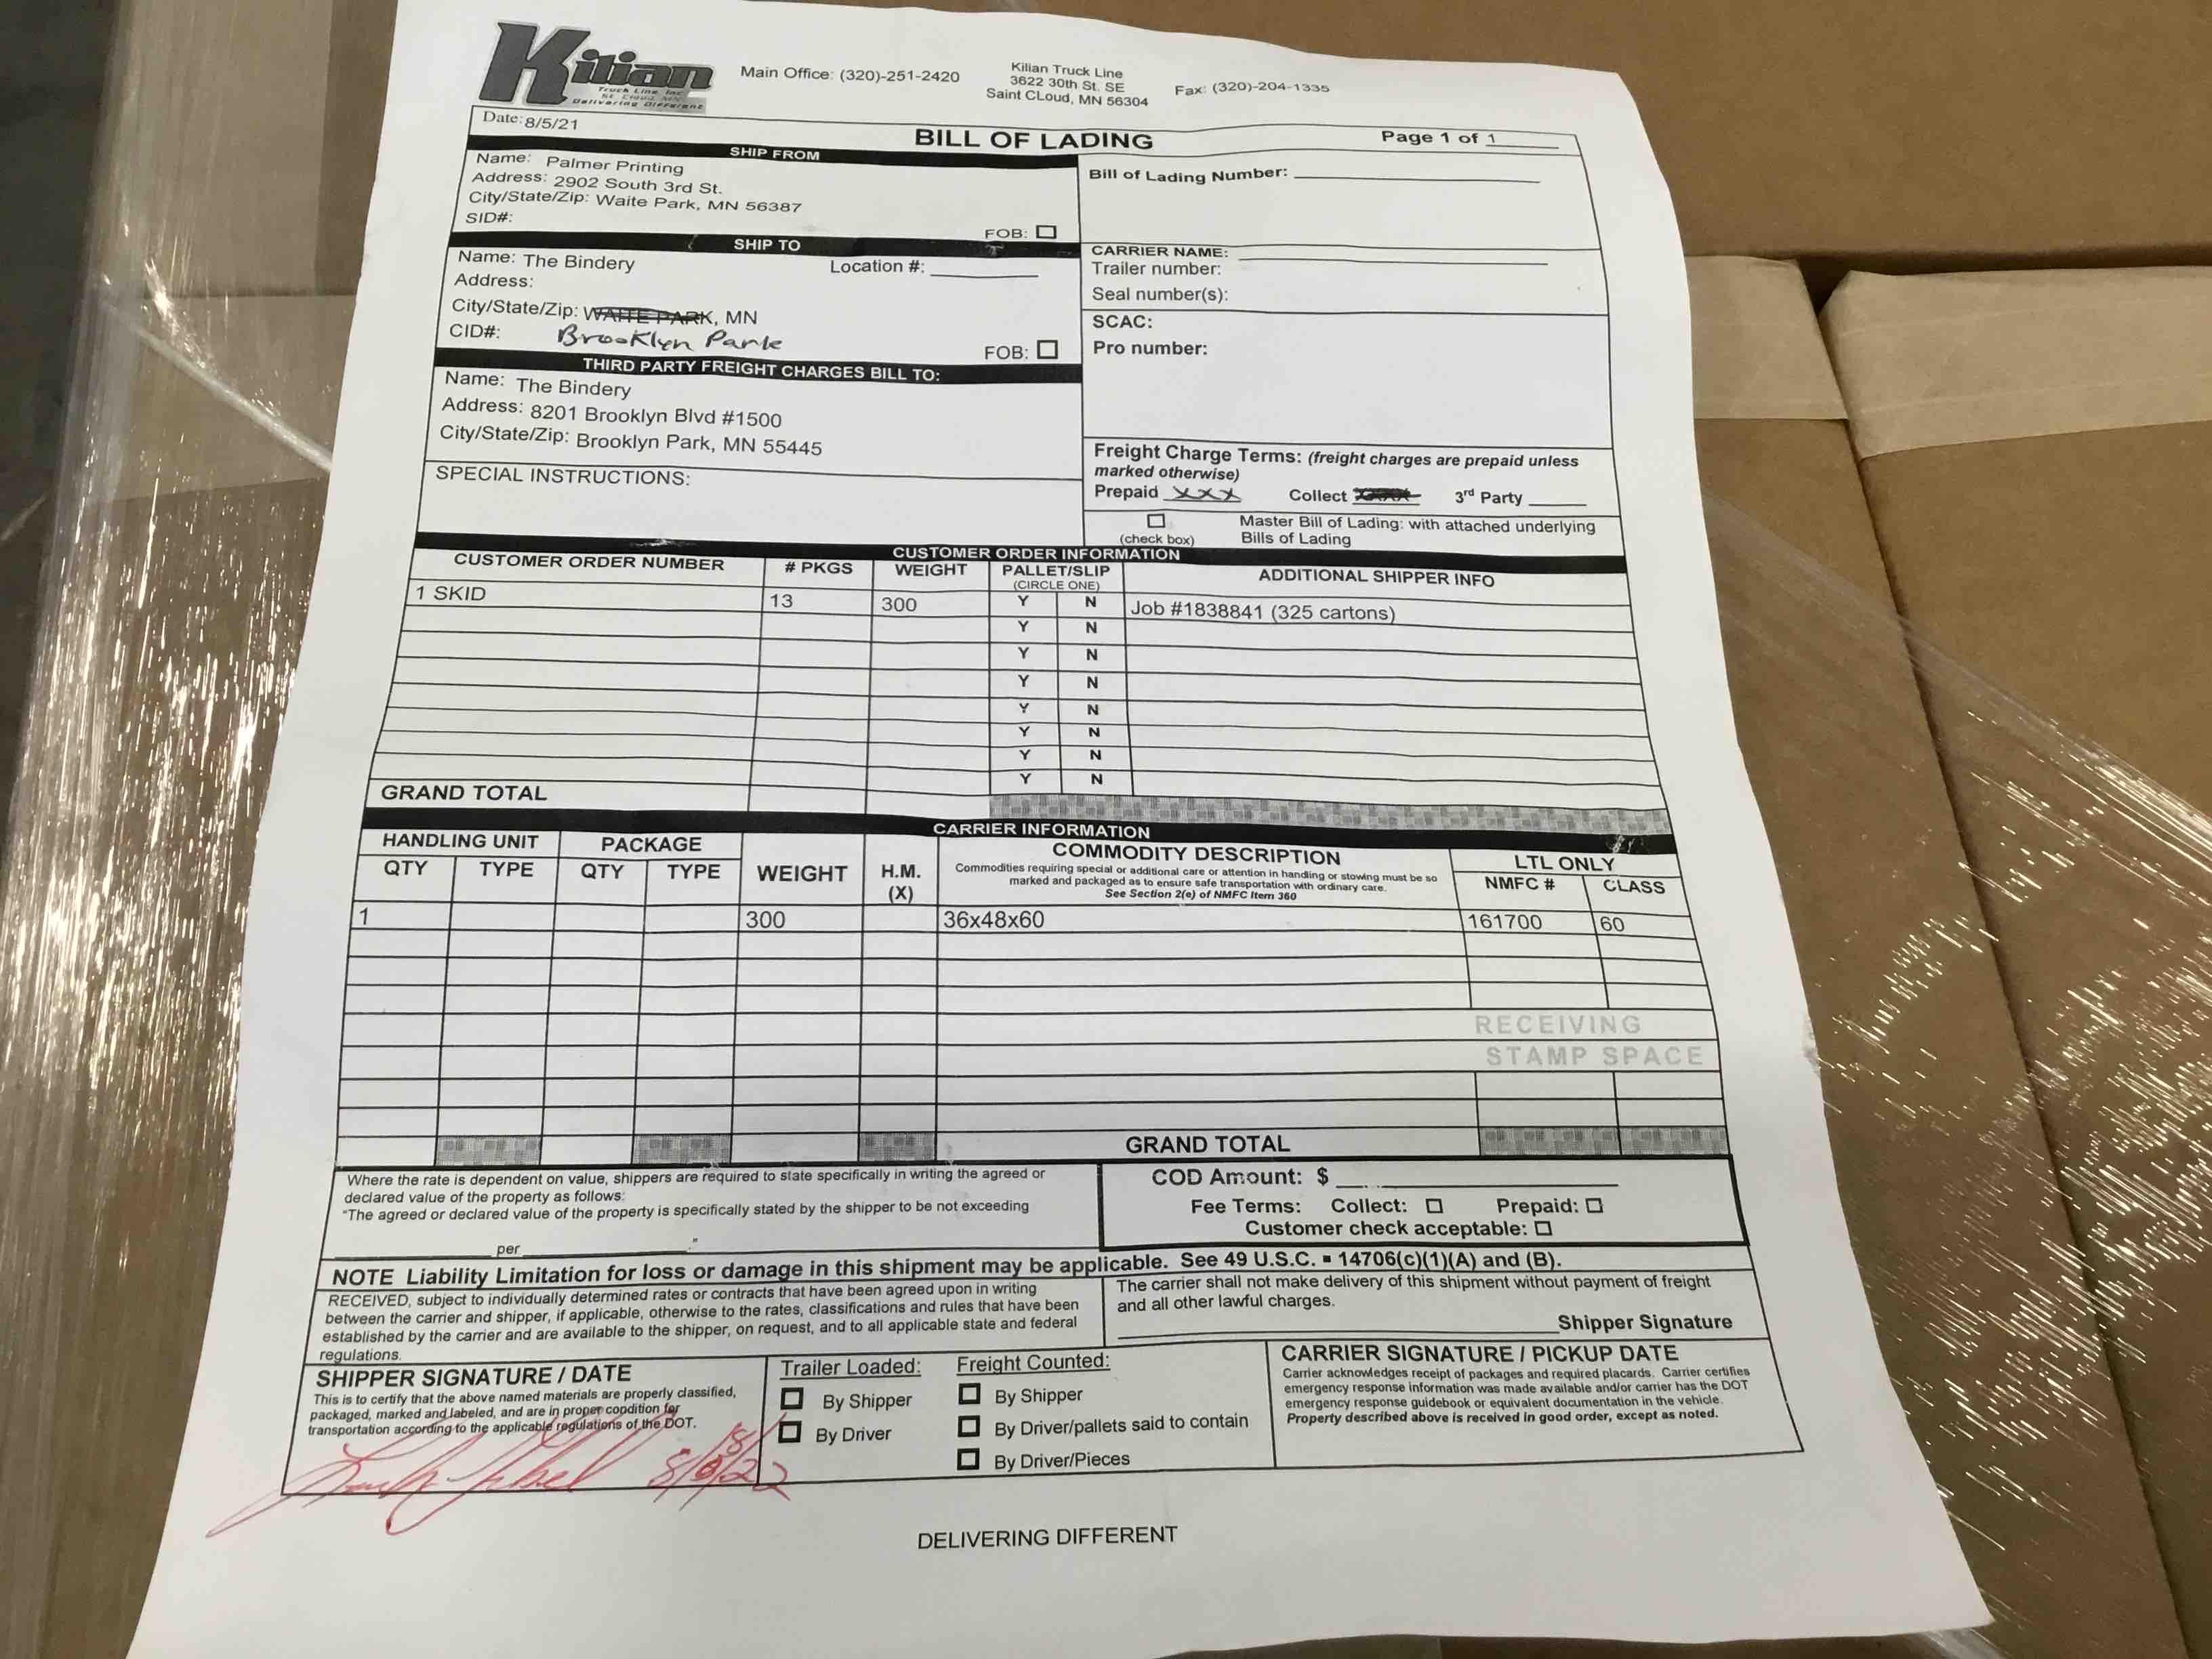 Kilian
Truck Line, Inc.
St. Cloud, MN
Delivering Different
Main Office: (320)-251-2420
Kilian Truck Line
3622 30th St. SE
Saint CLoud, MN 56304
Fax: (320)-204-1335
Date: 8/5/21
BILL OF LADING
Page 1 of 1
SHIP FROM
Name: Palmer Printing
Address: 2902 South 3rd St.
City/State/Zip: Waite Park, MN 56387
SID#:
FOB:
Bill of Lading Number:
SHIP TO
Name: The Bindery
Location #:
Address:
City/State/Zip: WAITE PARK, MN
CID#: Brooklyn Park
FOB:
CARRIER NAME:
Trailer number:
Seal number(s):
SCAC:
Pro number:
THIRD PARTY FREIGHT CHARGES BILL TO:
Name: The Bindery
Address: 8201 Brooklyn Blvd #1500
City/State/Zip: Brooklyn Park, MN 55445
SPECIAL INSTRUCTIONS:
Freight Charge Terms: (freight charges are prepaid unless
marked otherwise)
Prepaid xxx Collect 3rd Party
(check box)
Master Bill of Lading: with attached underlying
Bills of Lading
CUSTOMER ORDER INFORMATION
CUSTOMER ORDER NUMBER # PKGS WEIGHT PALLET/SLIP ADDITIONAL SHIPPER INFO
(CIRCLE ONE)
1 SKID 13 300 Y N Job #1838841 (325 cartons)
Y N
Y N
Y N
Y N
Y N
Y N
Y N
GRAND TOTAL
CARRIER INFORMATION
HANDLING UNIT PACKAGE
QTY TYPE QTY TYPE WEIGHT H.M.
(X)
COMMODITY DESCRIPTION
Commodities requiring special or additional care or attention in handling or stowing must be so
marked and packaged as to ensure safe transportation with ordinary care.
See Section 2(e) of NMFC Item 360
LTL ONLY
NMFC # CLASS
1 300 36x48x60 161700 60
RECEIVING
STAMP SPACE
GRAND TOTAL
Where the rate is dependent on value, shippers are required to state specifically in writing the agreed or
declared value of the property as follows:
"The agreed or declared value of the property is specifically stated by the shipper to be not exceeding
per ."
COD Amount: $
Fee Terms: Collect: Prepaid:
Customer check acceptable:
NOTE Liability Limitation for loss or damage in this shipment may be applicable. See 49 U.S.C. ▪ 14706(c)(1)(A) and (B).
RECEIVED, subject to individually determined rates or contracts that have been agreed upon in writing
between the carrier and shipper, if applicable, otherwise to the rates, classifications and rules that have been
established by the carrier and are available to the shipper, on request, and to all applicable state and federal
regulations.
The carrier shall not make delivery of this shipment without payment of freight
and all other lawful charges.
Shipper Signature
SHIPPER SIGNATURE / DATE
This is to certify that the above named materials are properly classified,
packaged, marked and labeled, and are in proper condition for
transportation according to the applicable regulations of the DOT.
Trailer Loaded:
By Shipper
By Driver
Freight Counted:
By Shipper
By Driver/pallets said to contain
By Driver/Pieces
CARRIER SIGNATURE / PICKUP DATE
Carrier acknowledges receipt of packages and required placards. Carrier certifies
emergency response information was made available and/or carrier has the DOT
emergency response guidebook or equivalent documentation in the vehicle.
Property described above is received in good order, except as noted.
DELIVERING DIFFERENT